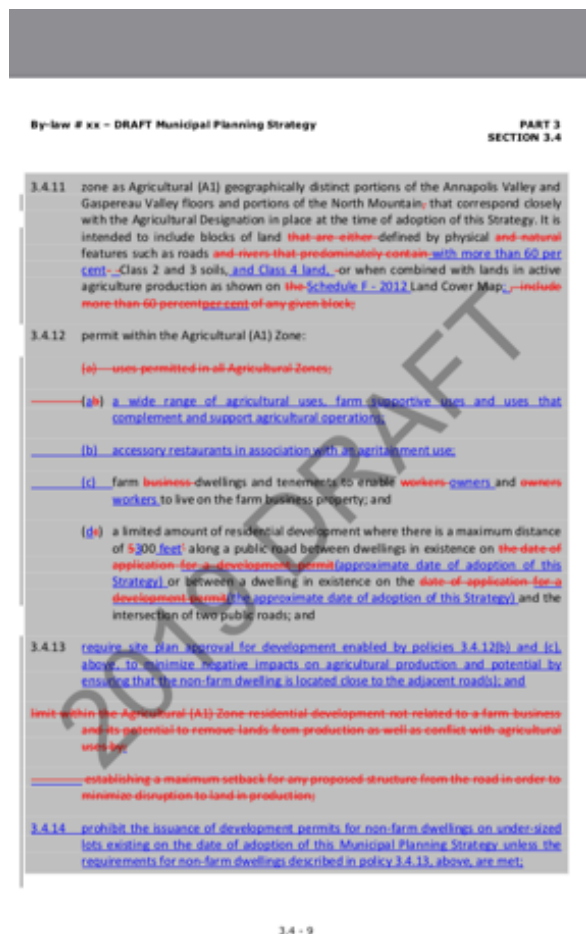 By-law # xx – DRAFT Municipal Planning Strategy PART 3
SECTION 3.4
3.4.11 zone as Agricultural (A1) geographically distinct portions of the Annapolis Valley and
Gaspereau Valley floors and portions of the North Mountain, that correspond closely
with the Agricultural Designation in place at the time of adoption of this Strategy. It is
intended to include blocks of land that are either defined by physical and natural
features such as roads and rivers that predominately contain with more than 60 per
cent- -Class 2 and 3 soils, and Class 4 land, -or when combined with lands in active
agriculture production as shown on the Schedule F - 2012 Land Cover Map; , include
more than 60 percentper cent of any given block;
3.4.12 permit within the Agricultural (A1) Zone:
(a) uses permitted in all Agricultural Zones;
(ab) a wide range of agricultural uses, farm supportive uses and uses that
complement and support agricultural operations;
(b) accessory restaurants in association with an agritainment use;
(c) farm business dwellings and tenements to enable workers owners and owners
workers to live on the farm business property; and
(dc) a limited amount of residential development where there is a maximum distance
of 5300 feet' along a public road between dwellings in existence on the date of
application for a development permit(approximate date of adoption of this
Strategy) or between a dwelling in existence on the date of application for a
development permit(the approximate date of adoption of this Strategy) and the
intersection of two public roads; and
3.4.13 require site plan approval for development enabled by policies 3.4.12(b) and (c),
above, to minimize negative impacts on agricultural production and potential by
ensuring that the non-farm dwelling is located close to the adjacent road(s); and
limit within the Agricultural (A1) Zone residential development not related to a farm business
and its potential to remove lands from production as well as conflict with agricultural
uses by:
establishing a maximum setback for any proposed structure from the road in order to
minimize disruption to land in production;
3.4.14 prohibit the issuance of development permits for non-farm dwellings on under-sized
lots existing on the date of adoption of this Municipal Planning Strategy unless the
requirements for non-farm dwellings described in policy 3.4.13, above, are met;
2019 DRAFT
3.4 - 9